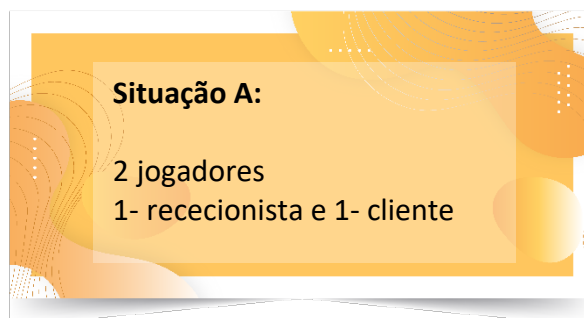 Situação A:
2 jogadores
1- rececionista e 1- cliente